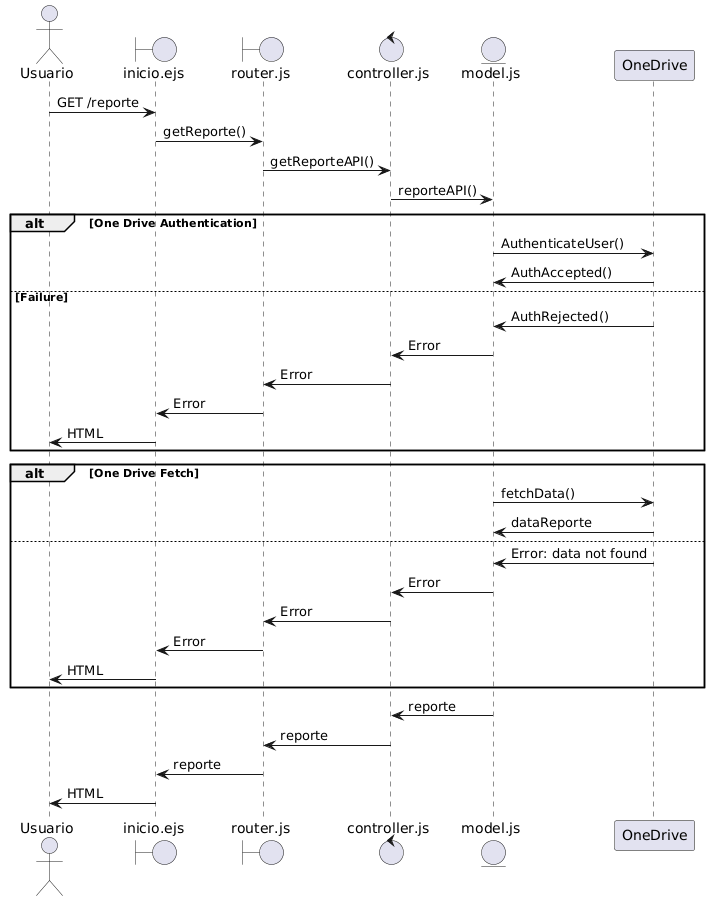 Usuario
inicio.ejs
router.js
controller.js
model.js
OneDrive
GET /reporte
getReporte()
getReporteAPI()
reporteAPI()
alt [One Drive Authentication]
AuthenticateUser()
AuthAccepted()
[Failure]
AuthRejected()
Error
Error
Error
HTML
alt [One Drive Fetch]
fetchData()
dataReporte
Error: data not found
Error
Error
Error
HTML
reporte
reporte
reporte
HTML
Usuario
inicio.ejs
router.js
controller.js
model.js
OneDrive